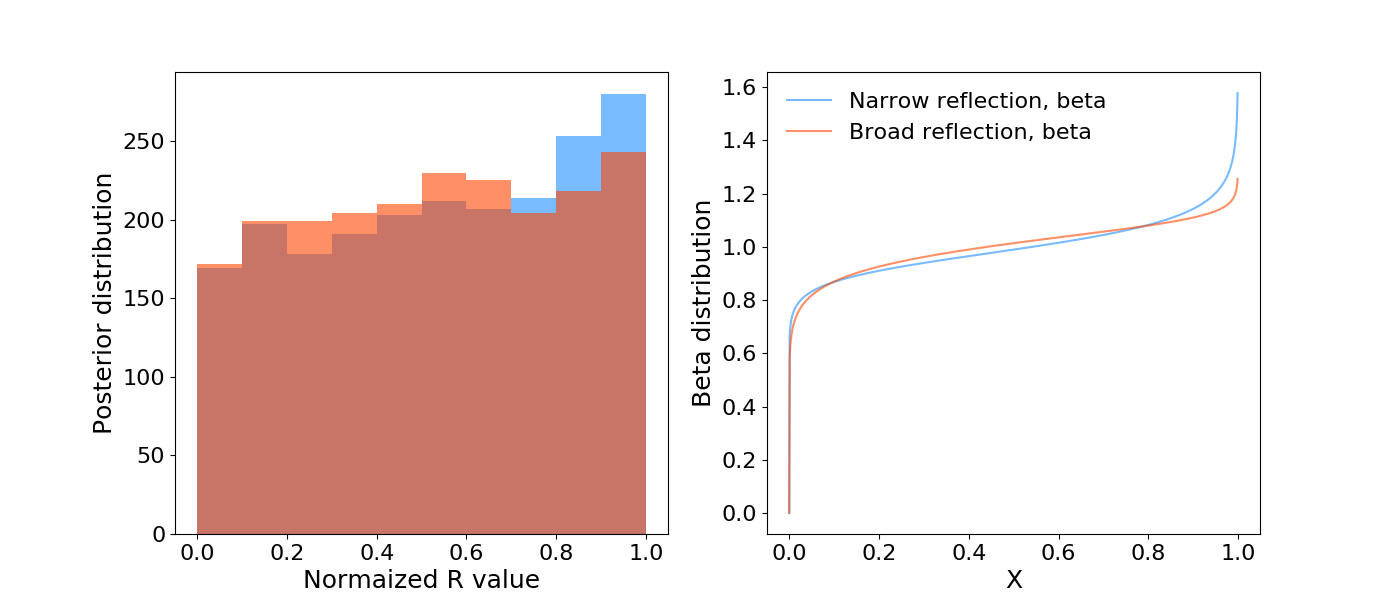 Posterior distribution
250
200
150
100
50
0
0.0 0.2 0.4 0.6 0.8 1.0
Normaized R value
Beta distribution
1.6
1.4
1.2
1.0
0.8
0.6
0.4
0.2
0.0
Narrow reflection, beta
Broad reflection, beta
0.0 0.2 0.4 0.6 0.8 1.0
X